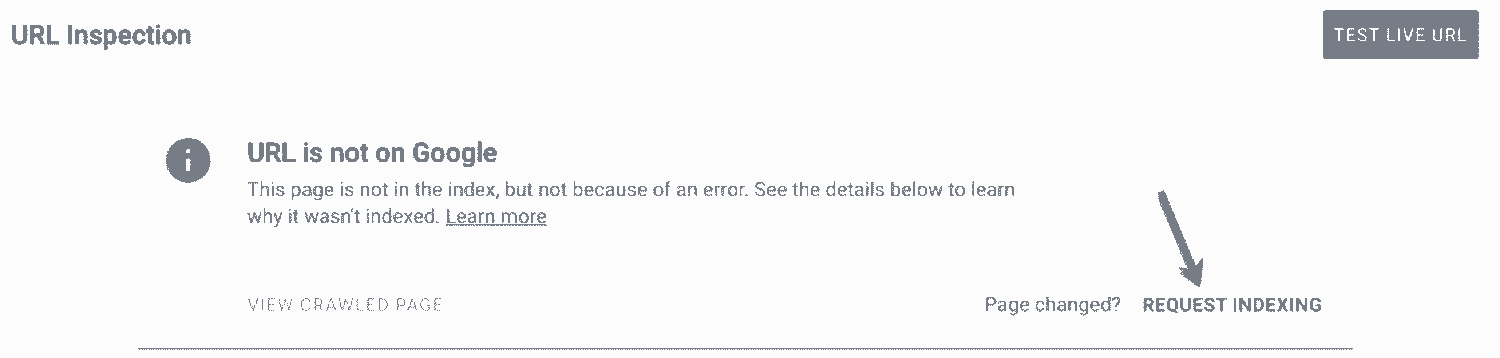 URL Inspection
TEST LIVE URL
URL is not on Google
This page is not in the index, but not because of an error. See the details below to learn
why it wasn't indexed. Learn more
VIEW CRAWLED PAGE
Page changed? REQUEST INDEXING